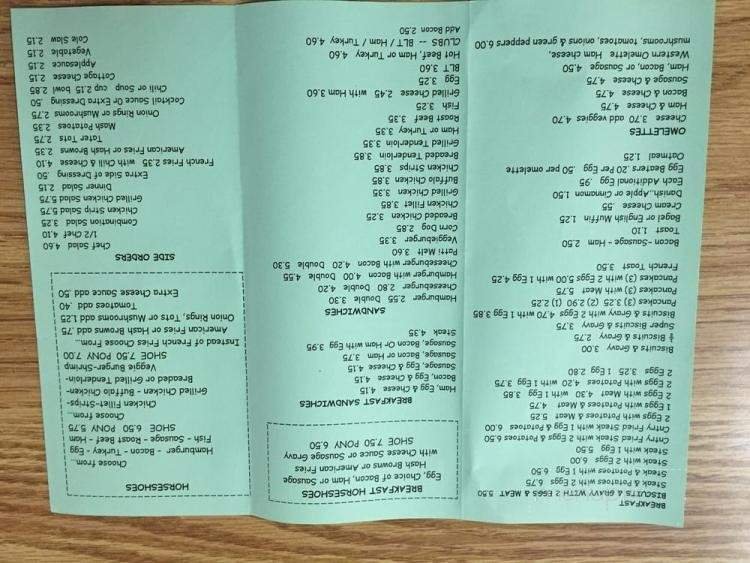 BREAKFAST
BISCUITS & GRAVY WITH 2 EGGS & MEAT 5.50
Steak & Potatoes with 2 Eggs 6.75
Steak & Potatoes with 1 Egg 6.50
Steak with 2 Eggs 6.00
Steak with 1 Egg 5.50
Cntry Fried Steak with 2 Eggs & Potatoes 6.50
Cntry Fried Steak with 1 Egg & Potatoes 6
2 Eggs with Potatoes & Meat 5.25
1 Eggs with Potatoes & Meat 4.75
2 Eggs with Meat 4.30 with 1 Egg 3.85
2 Eggs with Potatoes 4.20 with 1 Egg 3.75
2 Eggs 3.25 1 Egg 2.80
Biscuits & Gravy 3.00
½ Biscuits & Gravy 2.75
Super Biscuits & Gravy 3.75
Biscuits & Gravy with 2 Eggs 4.70 with 1 Egg 3.85
Pancakes (3) 3.25 (2) 2.90 (1) 2.25
Pancakes (3) with Meat 5.75
Pancakes (3) with 2 Eggs 5.00 with 1 Egg 4.25
French Toast 3.50
Bacon - Sausage - Ham 2.50
Toast 1.10
Bagel or English Muffin 1.25
Cream Cheese .55
Danish, Apple or Cinnamon 1.50
Each Additional Egg .95
Egg Beaters .20 Per Egg .50 per omelette
Oatmeal 1.25
OMELETTES
Cheese 3.70 add veggies 4.70
Ham & Cheese 4.75
Bacon & Cheese 4.75
Sausage & Cheese 4.75
Ham, Bacon, or Sausage 4.50
Western Omelette Ham Cheese,
mushrooms, tomatoes, onions & green peppers 6.00
BREAKFAST HORSESHOES
Egg, Choice of Bacon, Ham or Sausage
Hash Browns or American Fries
with Cheese Sauce or Sausage Gravy
SHOE 7.50 PONY 6.50
BREAKFAST SANDWICHES
Ham, Egg & Cheese 4.15
Bacon, Egg & Cheese 4.15
Sausage, Egg & Cheese 4.15
Sausage, Bacon or Ham 3.75
Sausage, Bacon Or Ham with Egg 3.95
Steak 4.35
SANDWICHES
Hamburger 2.55 Double 3.30
Cheeseburger 2.80 Double 4.20
Hamburger with Bacon 4.00 Double 4.55
Cheeseburger with Bacon 4.20 Double 5.30
Patti Melt 3.60
Veggieburger 3.35
Corn Dog 2.85
Breaded Chicken 3.25
Chicken Fillet 3.85
Grilled Chicken 3.35
Buffalo Chicken 3.85
Chicken Strips 3.85
Breaded Tenderloin 3.85
Grilled Tenderloin 3.35
Ham or Turkey 3.35
Roast Beef 3.35
Fish 3.25
Grilled Cheese 2.45 with Ham 3.60
Egg 3.25
BLT 3.60
Hot Beef, Ham or Turkey 4.60
CLUBS -- BLT / Ham / Turkey 4.60
Add Bacon 2.50
HORSESHOES
Choose from...
Hamburger - Bacon - Turkey - Egg
Fish - Sausage - Roast Beef - Ham
SHOE 6.50 PONY 5.75
Choose from...
Chicken Fillet-Strips-
Grilled Chicken - Buffalo Chicken-
Breaded or Grilled Tenderloin-
Veggie Burger-Shrimp
SHOE 7.50 PONY 7.00
Instead of French Fries Choose from...
American Fries or Hash Browns add .75
Onion Rings, Tots or Mushrooms add 1.25
Tomatoes add .40
Extra Cheese Sauce add .50
SIDE ORDERS
Chef Salad 4.60
1/2 Chef 4.10
Combination Salad 3.25
Chicken Strip Salad 5.75
Grilled Chicken Salad 5.75
Dinner Salad 2.15
Extra Side of Dressing .50
French Fries 2.35 with Chili & Cheese 4.10
American Fries or Hash Browns 2.35
Tater Tots 2.75
Mash Potatoes 2.35
Onion Rings or Mushrooms 2.75
Cocktail Sauce Or Extra Dressing .50
Chili or Soup cup 2.15 bowl 2.85
Cottage Cheese 2.15
Applesauce 2.15
Vegetable 2.15
Cole Slaw 2.15